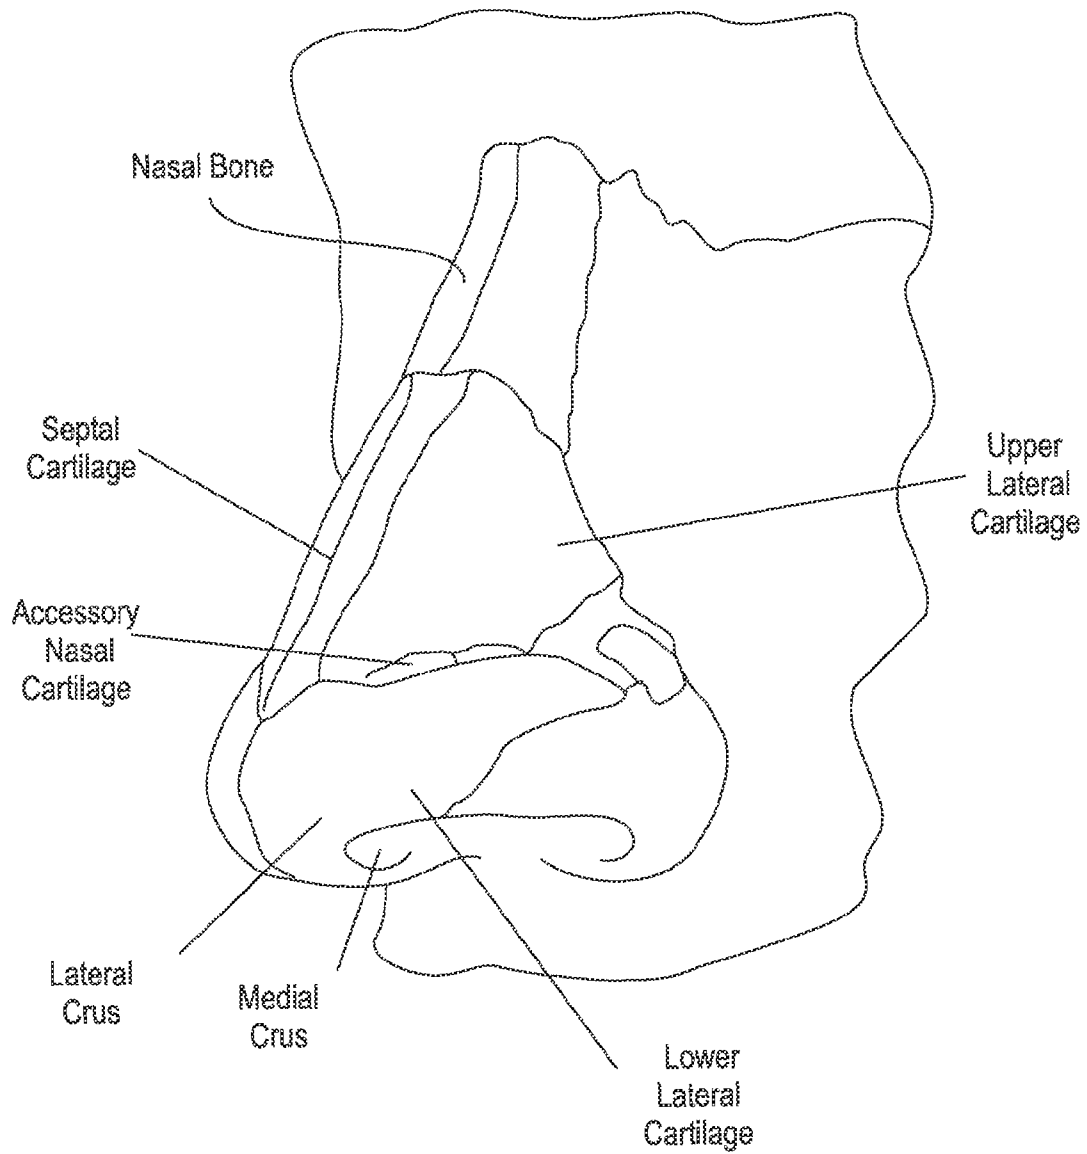 Nasal Bone
Septal
Cartilage
Upper
Lateral
Cartilage
Accessory
Nasal
Cartilage
Lateral
Crus
Medial
Crus
Lower
Lateral
Cartilage